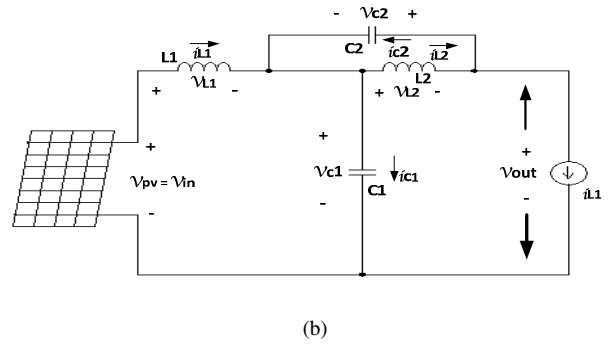 - Vc2 +
L1 iL1 C2 ic2 iL2
VL1 L2
+ - + VL2 -
+ + +
Vpv = Vin Vc1 ic1 Vout
C1 iL1
- - -
(b)